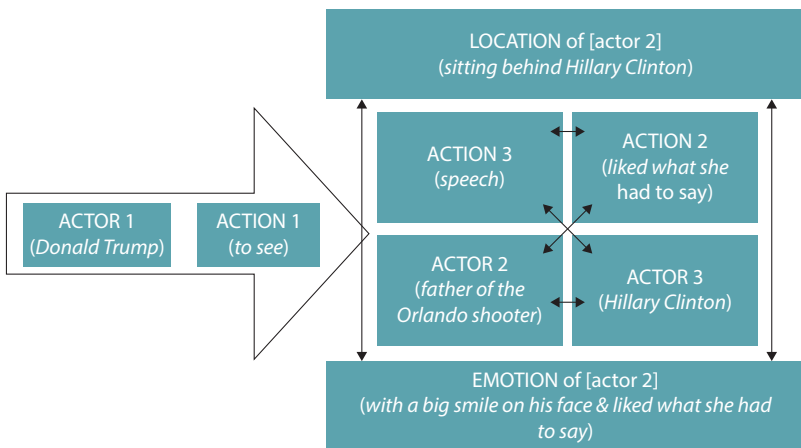 LOCATION of [actor 2]
(sitting behind Hillary Clinton)
ACTION 3
(speech)
ACTION 2
(liked what she
had to say)
ACTOR 1
(Donald Trump)
ACTION 1
(to see)
ACTOR 2
(father of the
Orlando shooter)
ACTOR 3
(Hillary Clinton)
EMOTION of [actor 2]
(with a big smile on his face & liked what she had
to say)